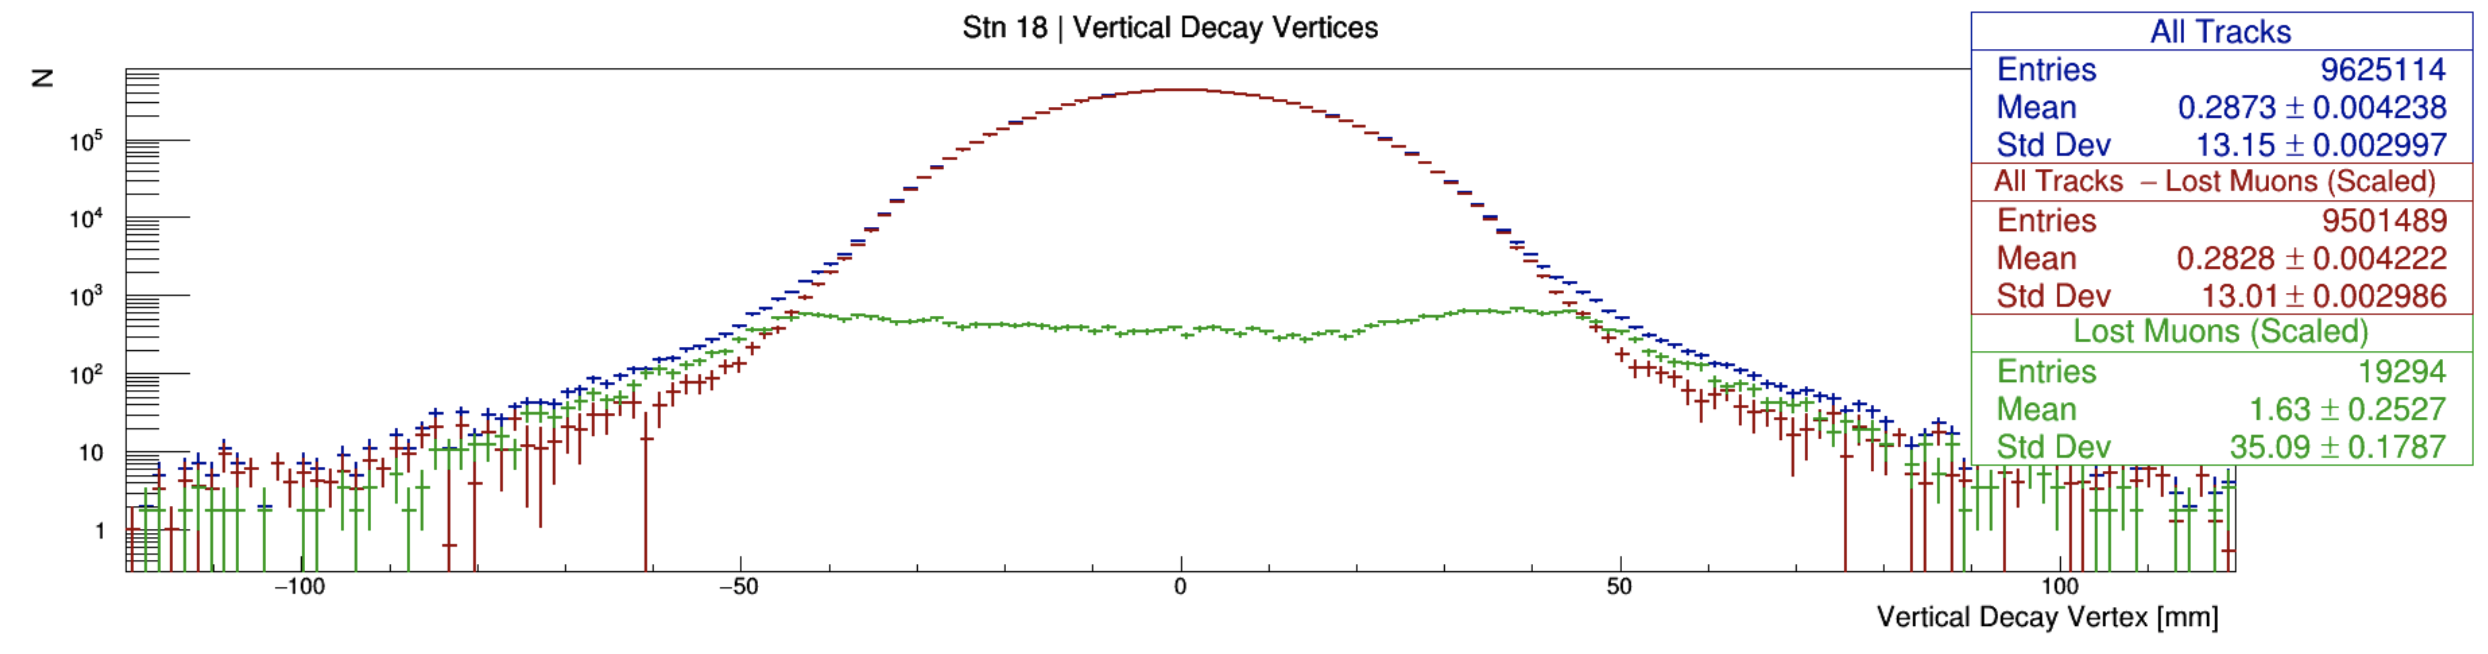 Stn 18 | Vertical Decay Vertices
All Tracks
Entries 9625114
Mean 0.2873 ± 0.004238
Std Dev 13.15 ± 0.002997
All Tracks − Lost Muons (Scaled)
Entries 9501489
Mean 0.2828 ± 0.004222
Std Dev 13.01 ± 0.002986
Lost Muons (Scaled)
Entries 19294
Mean 1.63 ± 0.2527
Std Dev 35.09 ± 0.1787
N
10⁵
10⁴
10³
10²
10
1
−100 −50 0 50 100
Vertical Decay Vertex [mm]